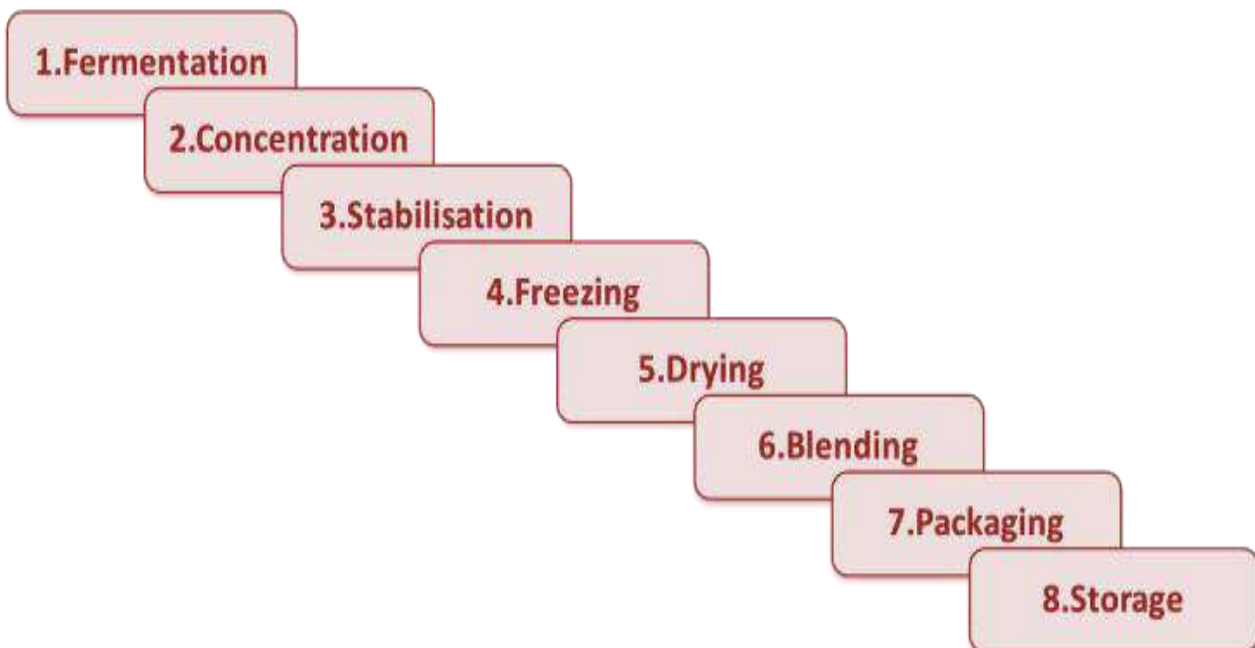 1.Fermentation
2.Concentration
3.Stabilisation
4.Freezing
5.Drying
6.Blending
7.Packaging
8.Storage